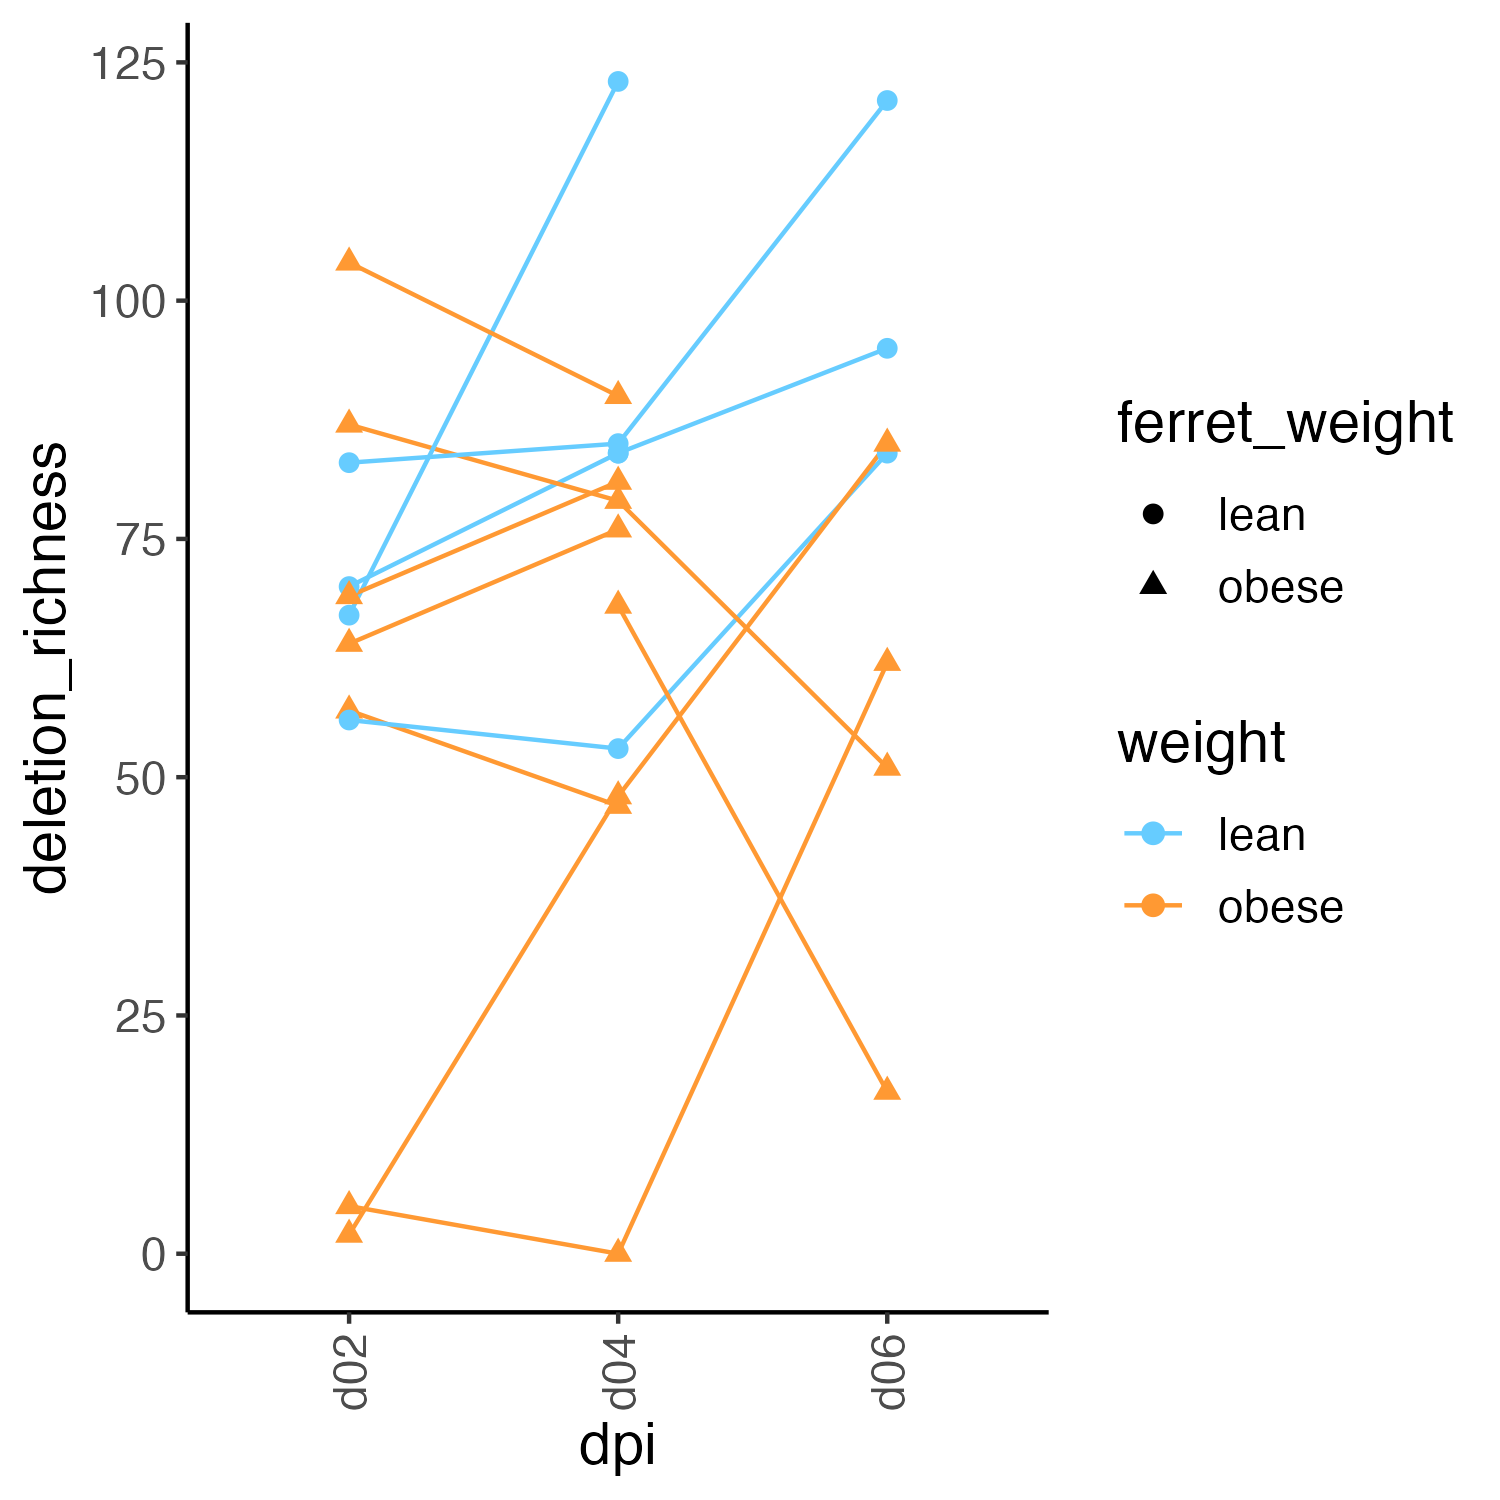 deletion_richness
125
100
75
50
25
0
d02
d04
d06
dpi
ferret_weight
lean
obese
weight
lean
obese